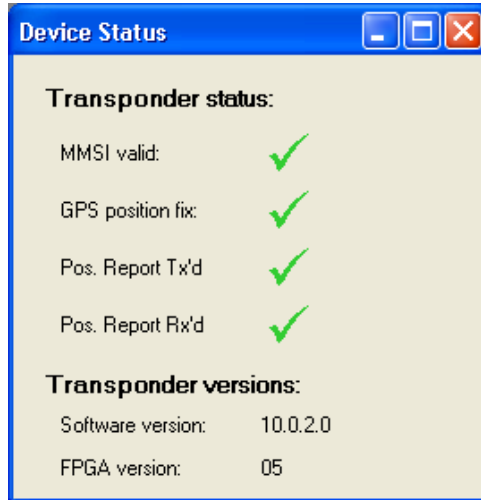 Device Status
Transponder status:
MMSI valid:
GPS position fix:
Pos. Report Tx'd
Pos. Report Rx'd
Transponder versions:
Software version: 10.0.2.0
FPGA version: 05